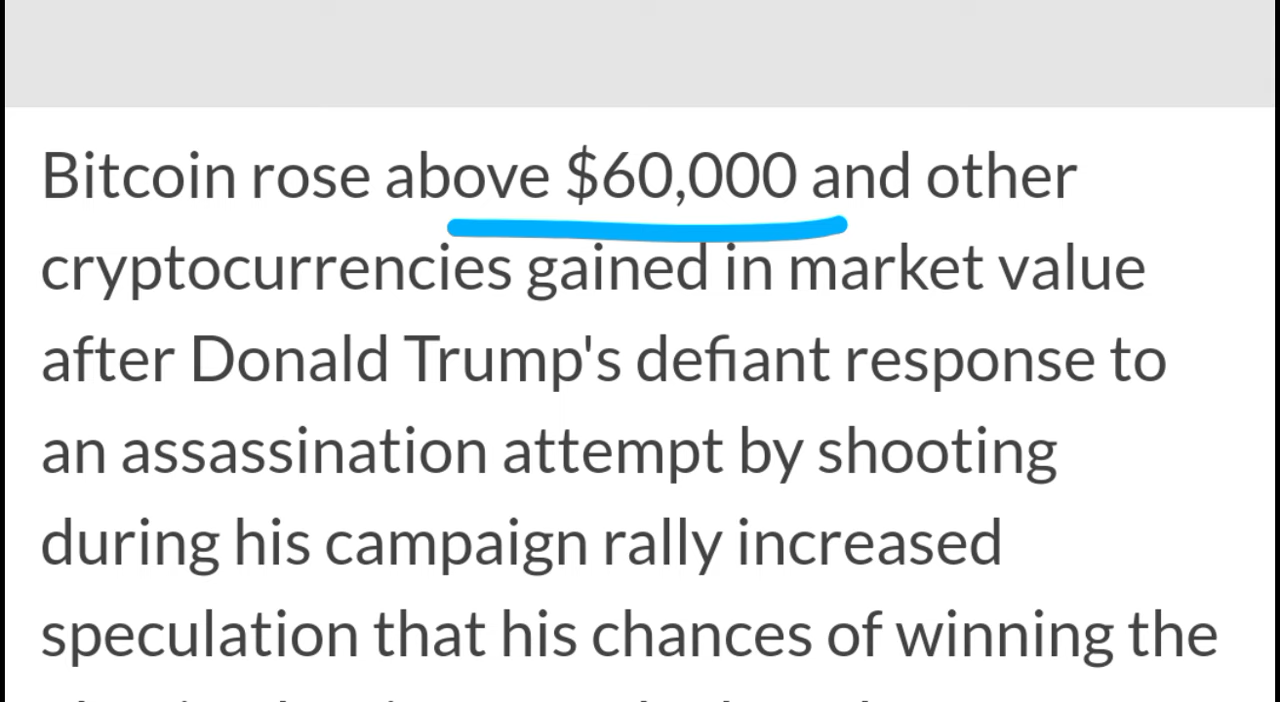 Bitcoin rose above $60,000 and other
cryptocurrencies gained in market value
after Donald Trump's defiant response to
an assassination attempt by shooting
during his campaign rally increased
speculation that his chances of winning the